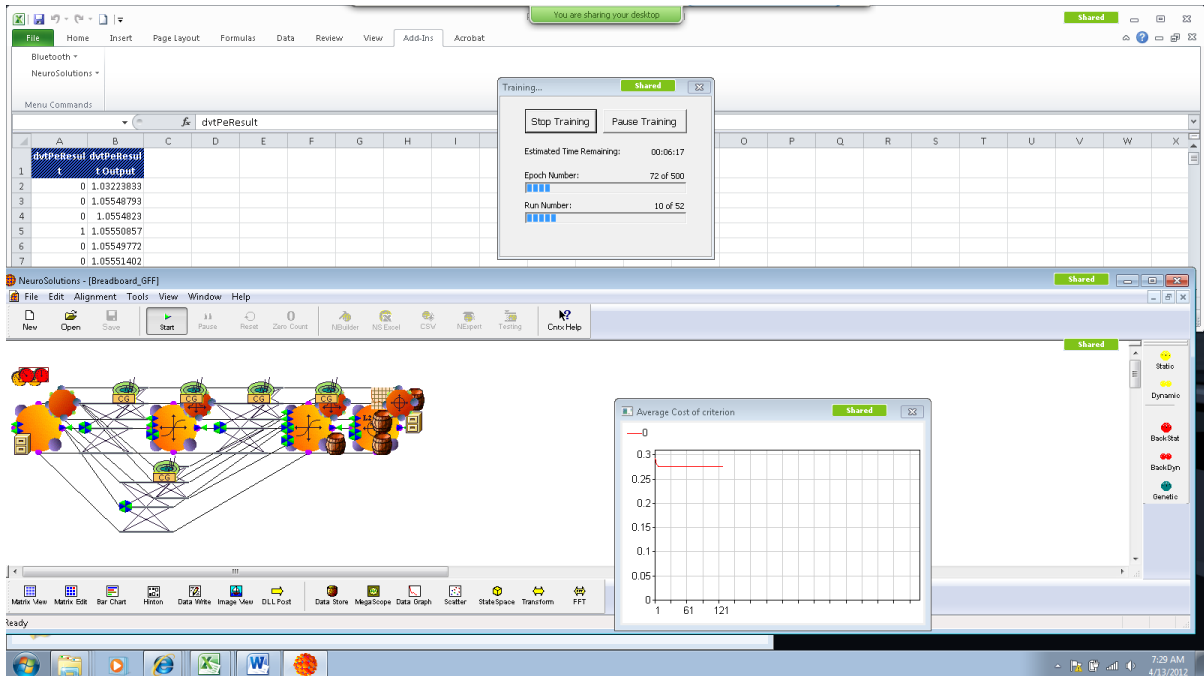 You are sharing your desktop
Shared
File Home Insert Page Layout Formulas Data Review View Add-Ins Acrobat
Bluetooth
NeuroSolutions
Menu Commands
Training...
Shared
Stop Training Pause Training
Estimated Time Remaining: 00:06:17
Epoch Number: 72 of 500
Run Number: 10 of 52
fx dvtPeResult
A B C D E F G H I O P Q R S T U V W X
dvtPeResul dvtPeResul
1 t t Output
2 0 1.03223833
3 0 1.05548793
4 0 1.0554823
5 1 1.05550857
6 0 1.05549772
7 0 1.05551402
NeuroSolutions - [Breadboard_GFF]
Shared
File Edit Alignment Tools View Window Help
New Open Save Start Pause Reset Zero Count NBuilder NS Excel CSV NExpert Testing Cntx Help
Shared
Static
Dynamic
BackStat
BackDyn
Genetic
CG CG CG CG
CG
Average Cost of criterion
Shared
0
0.3
0.25
0.2
0.15
0.1
0.05
0
1 61 121
Matrix View Matrix Edit Bar Chart Hinton Data Write Image View DLL Post Data Store MegaScope Data Graph Scatter StateSpace Transform FFT
Ready
7:29 AM
4/13/2012